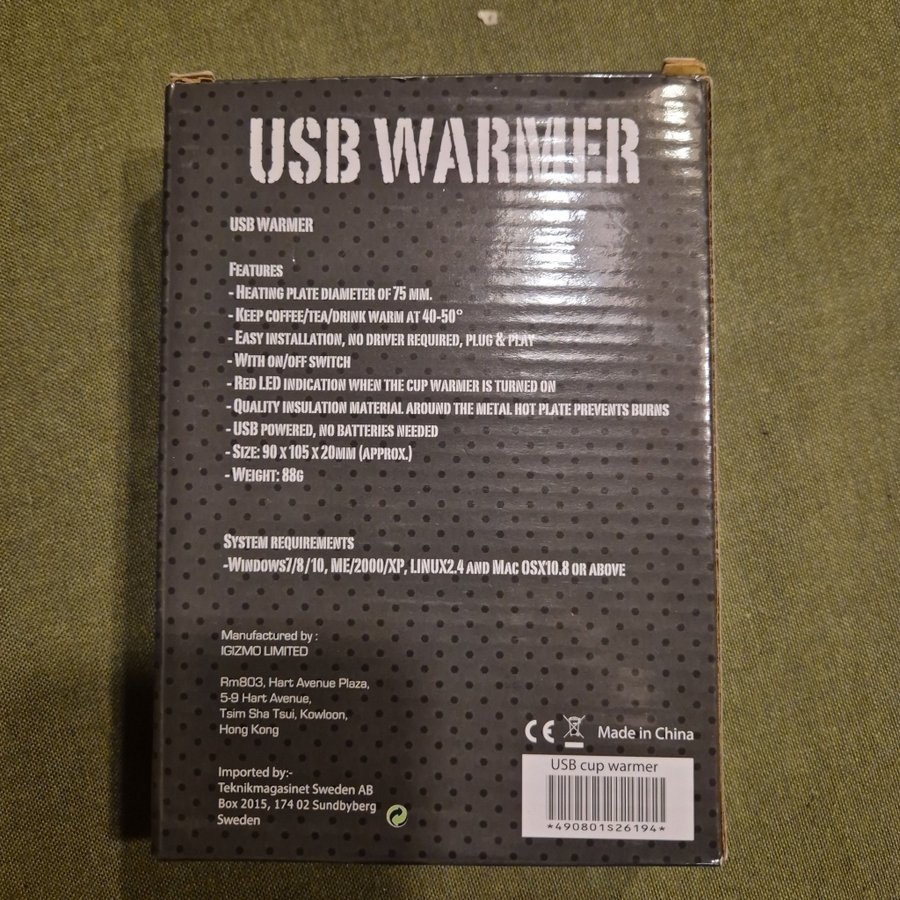 USB WARMER
USB WARMER
FEATURES
- HEATING PLATE DIAMETER OF 75 MM.
- KEEP COFFEE/TEA/DRINK WARM AT 40-50°
- EASY INSTALLATION, NO DRIVER REQUIRED, PLUG & PLAY
- WITH ON/OFF SWITCH
- RED LED INDICATION WHEN THE CUP WARMER IS TURNED ON
- QUALITY INSULATION MATERIAL AROUND THE METAL HOT PLATE PREVENTS BURNS
- USB POWERED, NO BATTERIES NEEDED
- SIZE: 90 X 105 X 20MM (APPROX.)
- WEIGHT: 88G
SYSTEM REQUIREMENTS
-WINDOWS7/8/10, ME/2000/XP, LINUX2.4 AND MAC OSX10.8 OR ABOVE
Manufactured by :
IGIZMO LIMITED
Rm803, Hart Avenue Plaza,
5-9 Hart Avenue,
Tsim Sha Tsui, Kowloon,
Hong Kong
CE Made in China
USB cup warmer
*490801S26194*
Imported by:-
Teknikmagasinet Sweden AB
Box 2015, 174 02 Sundbyberg
Sweden